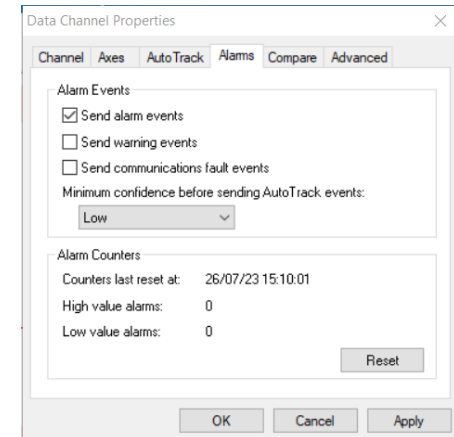 Data Channel Properties
Channel Axes AutoTrack Alarms Compare Advanced
Alarm Events
Send alarm events
Send warning events
Send communications fault events
Minimum confidence before sending AutoTrack events:
Low
Alarm Counters
Counters last reset at: 26/07/23 15:10:01
High value alarms: 0
Low value alarms: 0
Reset
OK Cancel Apply